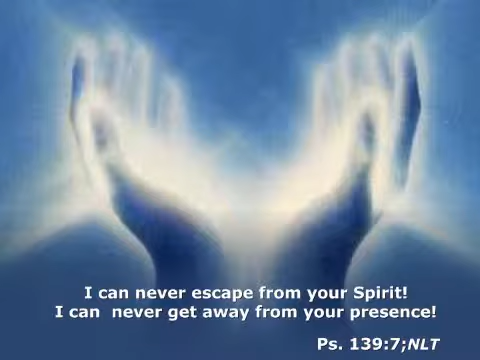 I can never escape from your Spirit!
I can  never get away from your presence!
Ps. 139:7;NLT